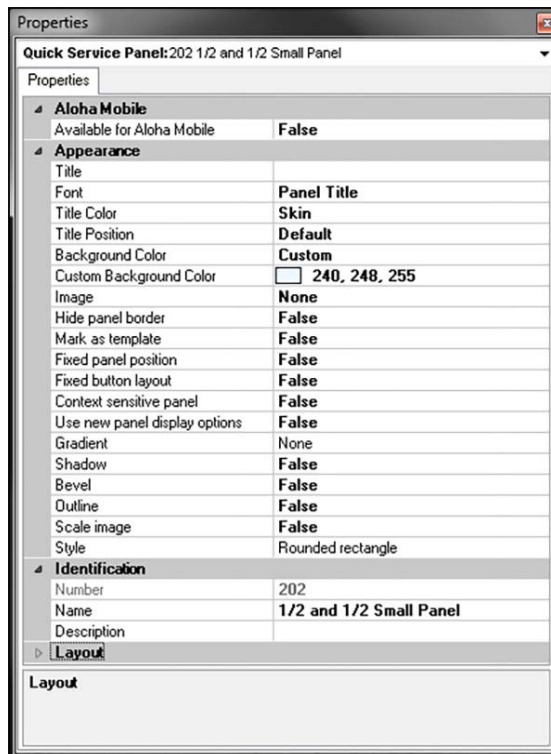 Properties
Quick Service Panel:202 1/2 and 1/2 Small Panel
Properties
Aloha Mobile
Available for Aloha Mobile False
Appearance
Title
Font Panel Title
Title Color Skin
Title Position Default
Background Color Custom
Custom Background Color 240, 248, 255
Image None
Hide panel border False
Mark as template False
Fixed panel position False
Fixed button layout False
Context sensitive panel False
Use new panel display options False
Gradient None
Shadow False
Bevel False
Outline False
Scale image False
Style Rounded rectangle
Identification
Number 202
Name 1/2 and 1/2 Small Panel
Description
Layout
Layout